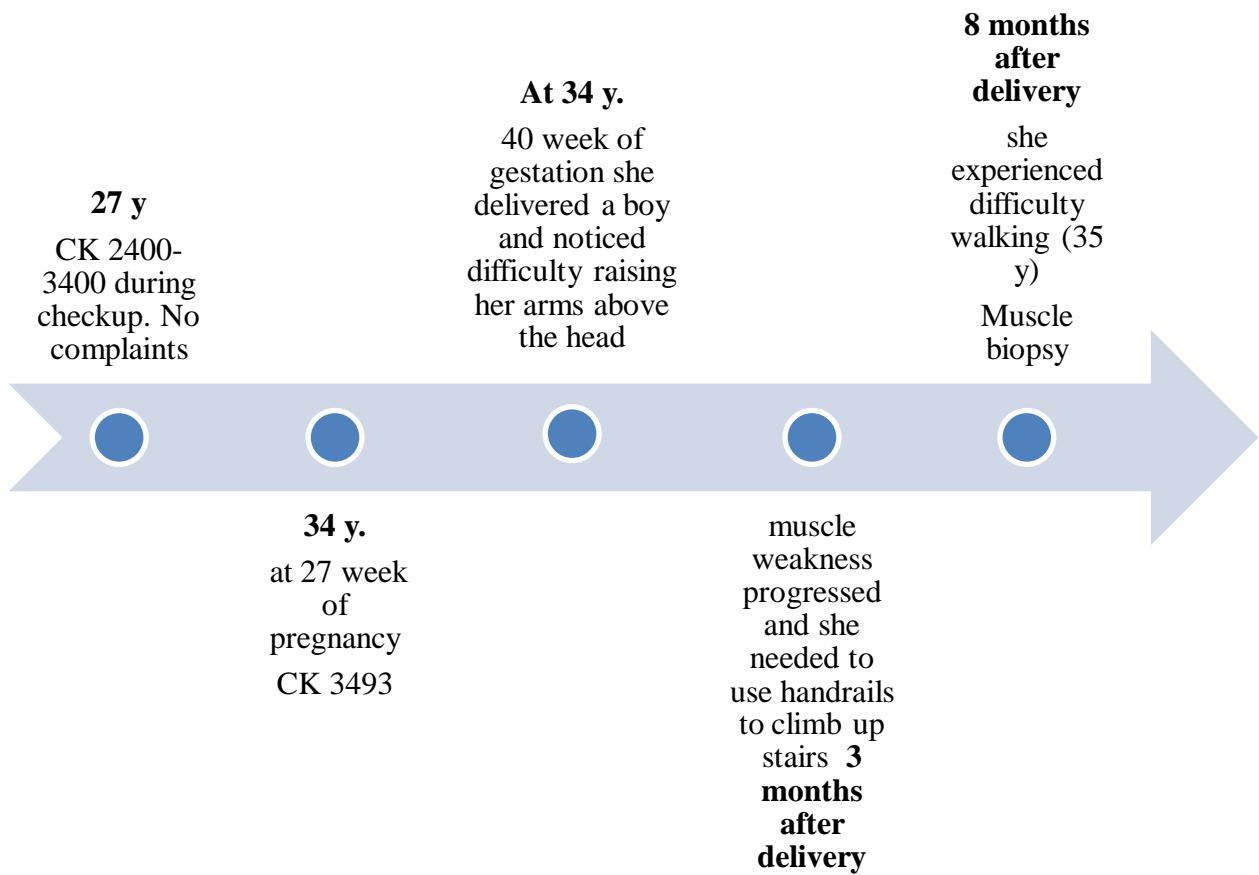 27 y
CK 2400-
3400 during
checkup. No
complaints
34 y.
at 27 week
of
pregnancy
CK 3493
At 34 y.
40 week of
gestation she
delivered a boy
and noticed
difficulty raising
her arms above
the head
muscle
weakness
progressed
and she
needed to
use handrails
to climb up
stairs 3
months
after
delivery
8 months
after
delivery
she
experienced
difficulty
walking (35
y)
Muscle
biopsy